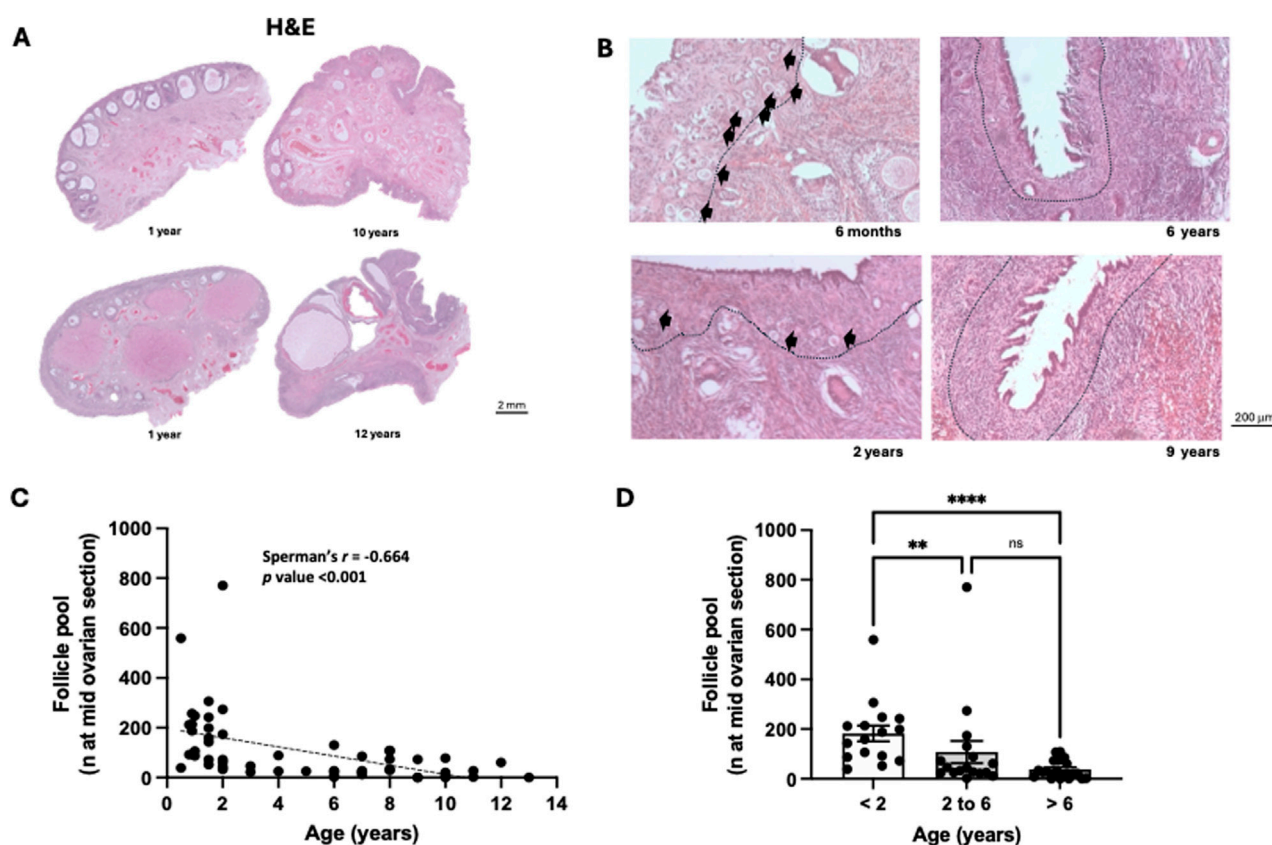 A
H&E
1 year
10 years
1 year
12 years
2 mm
B
6 months
6 years
2 years
9 years
200 μm
C
Follicle pool
(n at mid ovarian section)
1000
800
600
400
200
0
Sperman's r = -0.664
p value <0.001
0 2 4 6 8 10 12 14
Age (years)
D
Follicle pool
(n at mid ovarian section)
1000
800
600
400
200
0
****
**
ns
< 2 2 to 6 > 6
Age (years)